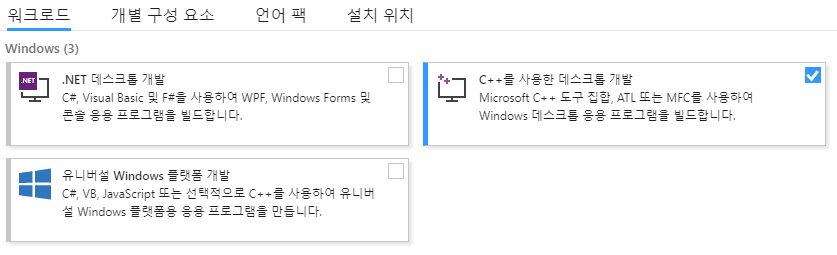 워크로드 개별 구성 요소 언어 팩 설치 위치
Windows (3)
.NET
.NET 데스크톱 개발
C#, Visual Basic 및 F#을 사용하여 WPF, Windows Forms 및
콘솔 응용 프로그램을 빌드합니다.
C++를 사용한 데스크톱 개발
Microsoft C++ 도구 집합, ATL 또는 MFC를 사용하여
Windows 데스크톱 응용 프로그램을 빌드합니다.
유니버설 Windows 플랫폼 개발
C#, VB, JavaScript 또는 선택적으로 C++를 사용하여 유니버
설 Windows 플랫폼용 응용 프로그램을 만듭니다.